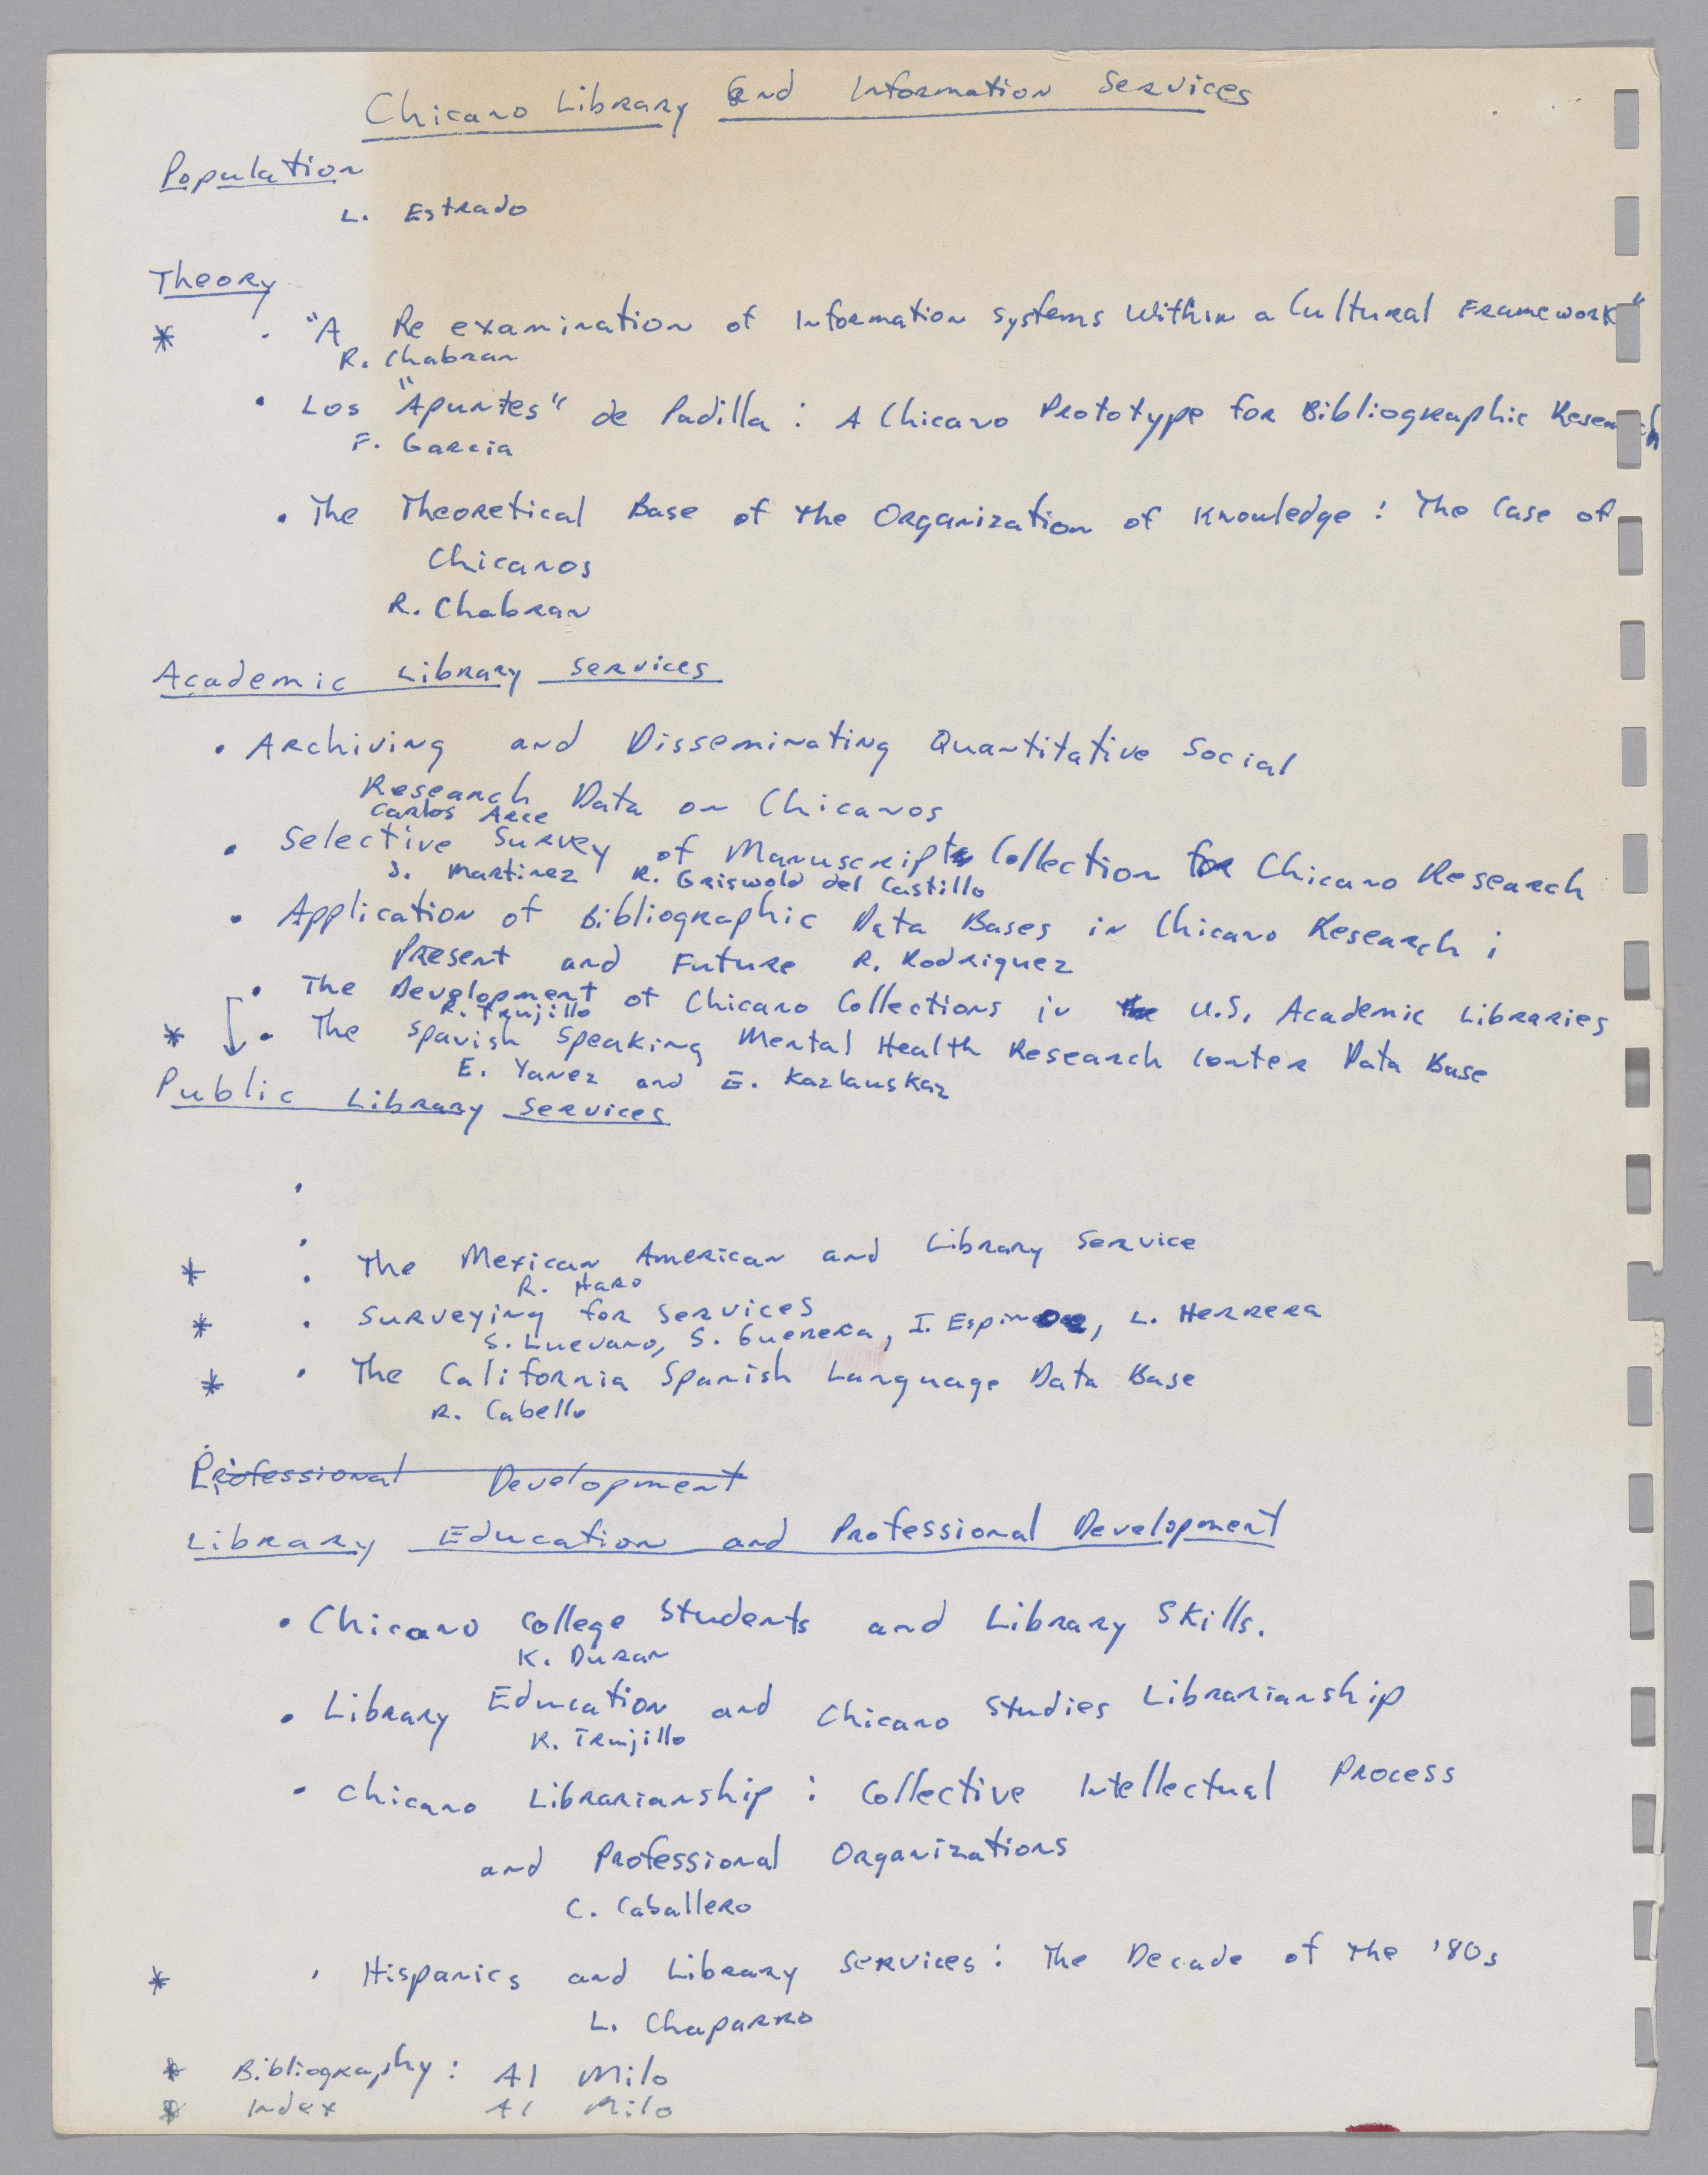 Chicano Library and Information Services
Population
L. Estrado
Theory
* . "A Re examination of Information Systems Within a Cultural Framework"
R. Chabran
. Los "Apuntes" de Padilla : A Chicano Prototype for Bibliographic Research
F. Garcia
. The Theoretical Base of the Organization of Knowledge : The Case of
Chicanos
R. Chabran
Academic Library Services
. Archiving and Disseminating Quantitative Social
Research Data on Chicanos
Carlos Arce
. Selective Survey of Manuscript Collection for Chicano Research
J. Martinez R. Griswold del Castillo
. Application of Bibliographic Data Bases in Chicano Research ;
Present and Future R. Rodriguez
. The Development of Chicano Collections in the U.S. Academic Libraries
R. Trujillo
* ↓ . The Spanish Speaking Mental Health Research Center Data Base
E. Yanez and E. Kazlauskaz
Public Library Services
.
.
* . The Mexican American and Library Service
R. Haro
* . Surveying for Services
S. Luevano, S. Guereca, I. Espinoza, L. Herrera
* . The California Spanish Language Data Base
R. Cabello
Professional Development
Library Education and Professional Development
. Chicano College Students and Library Skills.
K. Duran
. Library Education and Chicano Studies Librarianship
R. Trujillo
. Chicano Librarianship : Collective Intellectual Process
and Professional Organizations
C. Caballero
* . Hispanics and Library Services : The Decade of the '80s
L. Chaparro
* Bibliography : Al Milo
* Index Al Milo